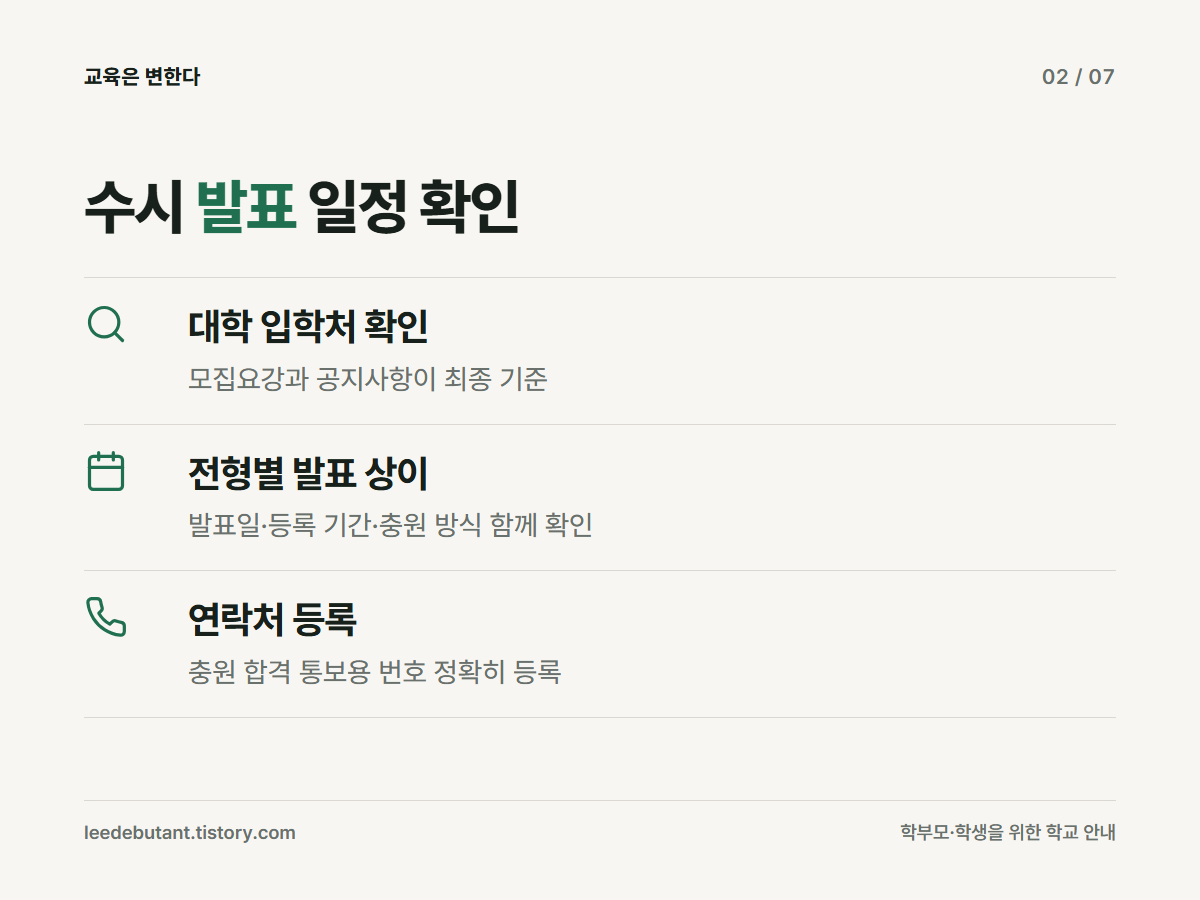 교육은 변한다
02 / 07
수시 발표 일정 확인
대학 입학처 확인
모집요강과 공지사항이 최종 기준
전형별 발표 상이
발표일·등록 기간·충원 방식 함께 확인
연락처 등록
충원 합격 통보용 번호 정확히 등록
leedebutant.tistory.com
학부모·학생을 위한 학교 안내